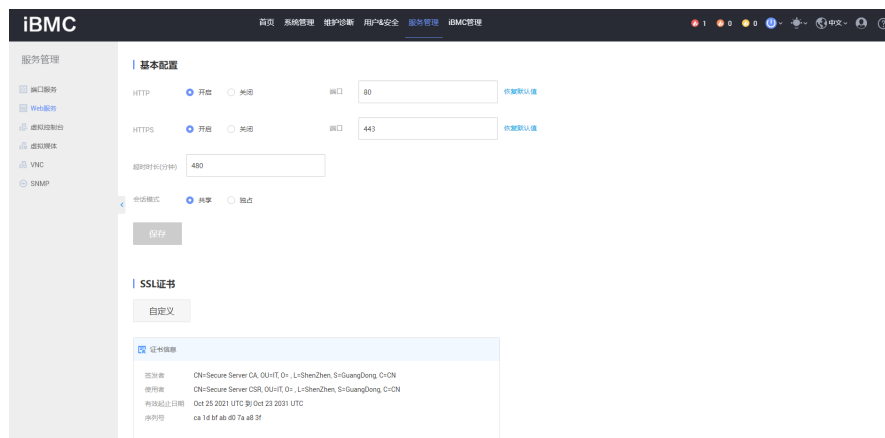 iBMC 首页 系统管理 维护诊断 用户&安全 服务管理 iBMC管理 1 0 0 中文
服务管理
端口服务
Web服务
虚拟控制台
虚拟媒体
VNC
SNMP
基本配置
HTTP 开启 关闭 端口 80 恢复默认值
HTTPS 开启 关闭 端口 443 恢复默认值
超时时长(分钟) 480
会话模式 共享 独占
保存
SSL证书
自定义
证书信息
签发者 CN=Secure Server CA, OU=IT, O= , L=ShenZhen, S=GuangDong, C=CN
使用者 CN=Secure Server CSR, OU=IT, O= , L=ShenZhen, S=GuangDong, C=CN
有效起止日期 Oct 25 2021 UTC 到 Oct 23 2031 UTC
序列号 ca 1d bf ab d0 7a a8 3f